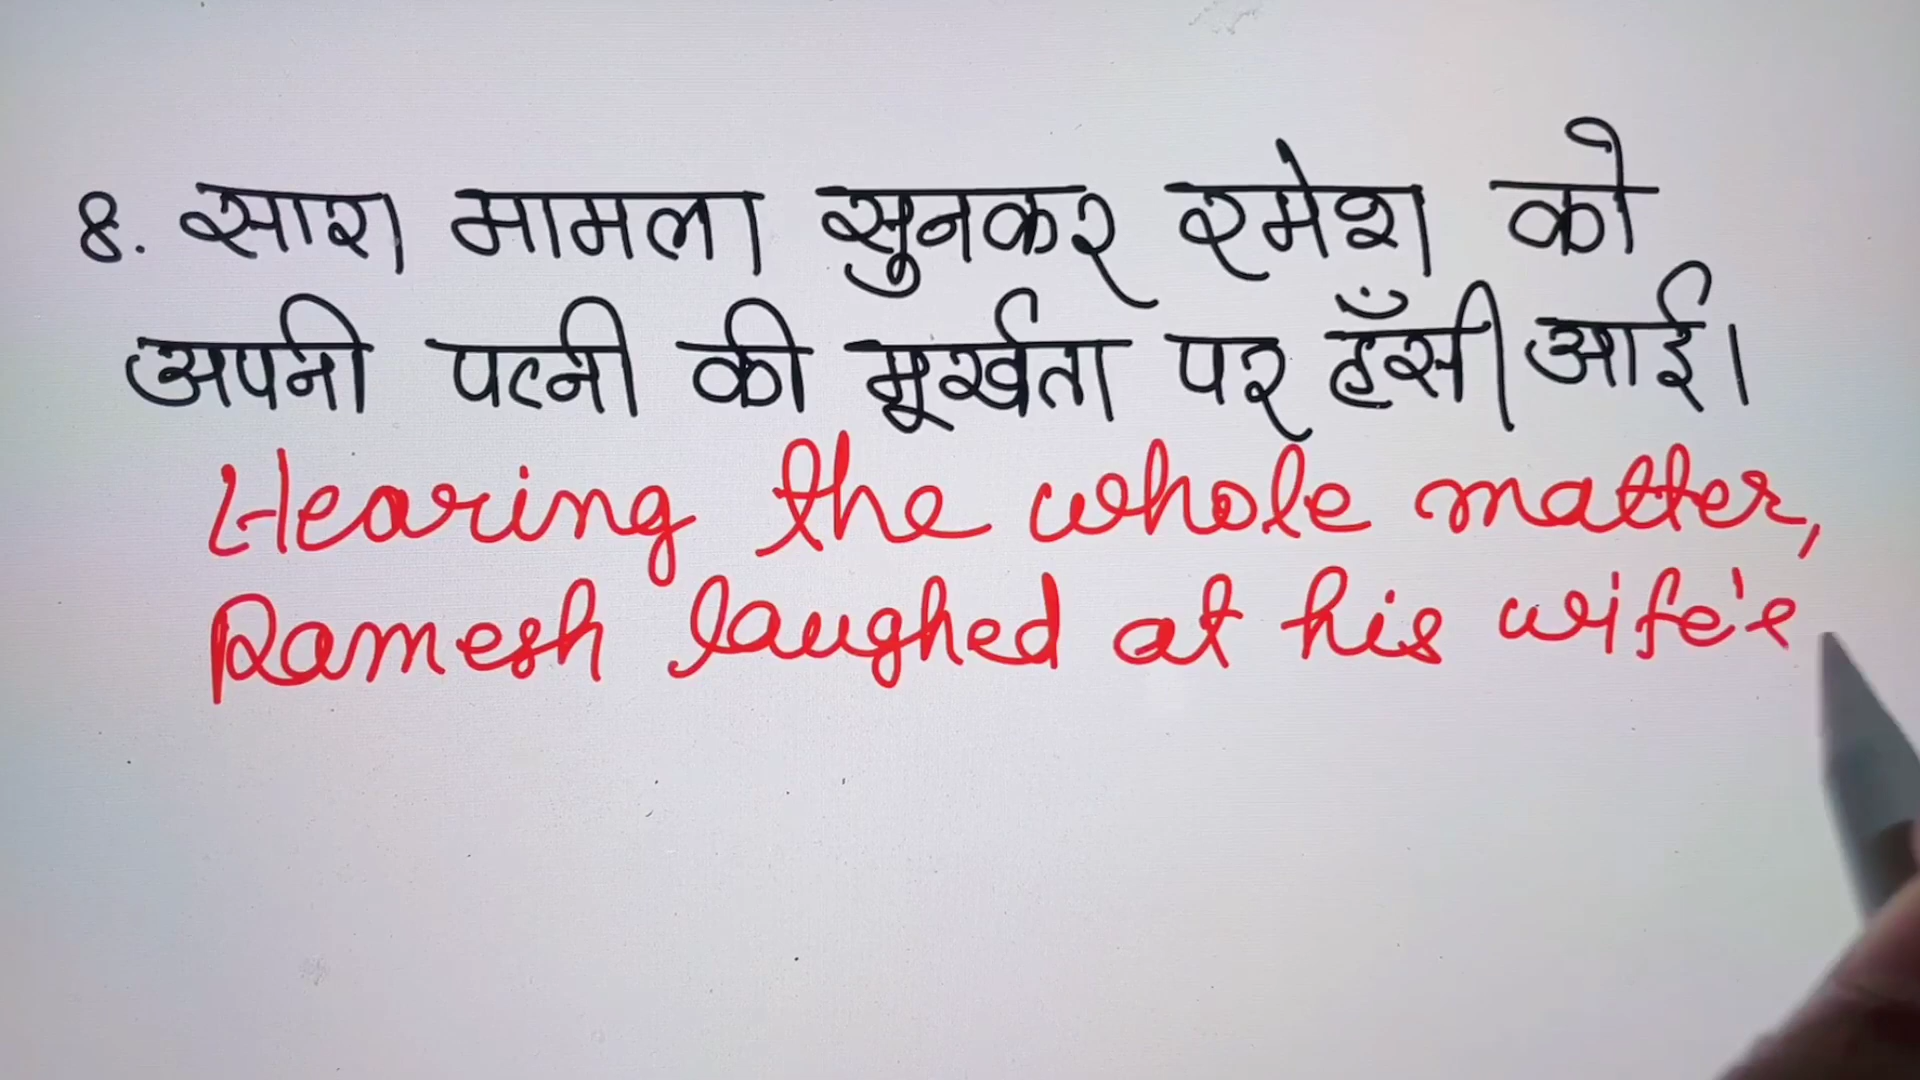 8. सारा मामला सुनकर रमेश को
अपनी पत्नी की मूर्खता पर हँसी आई।
Hearing the whole matter,
Ramesh laughed at his wife's